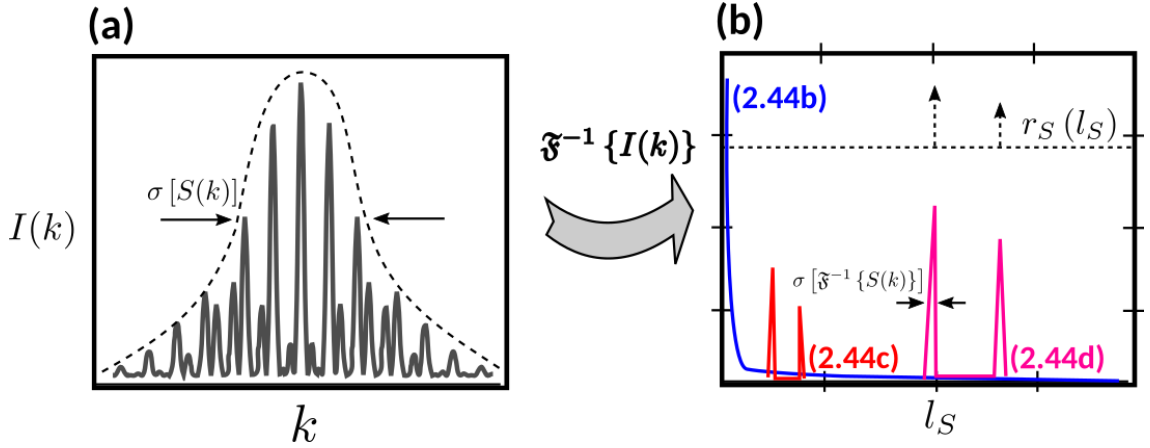 (a)
σ [S(k)]
I(k)
k
𝔉⁻¹ {I(k)}
(b)
(2.44b)
r_S (l_S)
σ [𝔉⁻¹ {S(k)}]
(2.44c)
(2.44d)
l_S